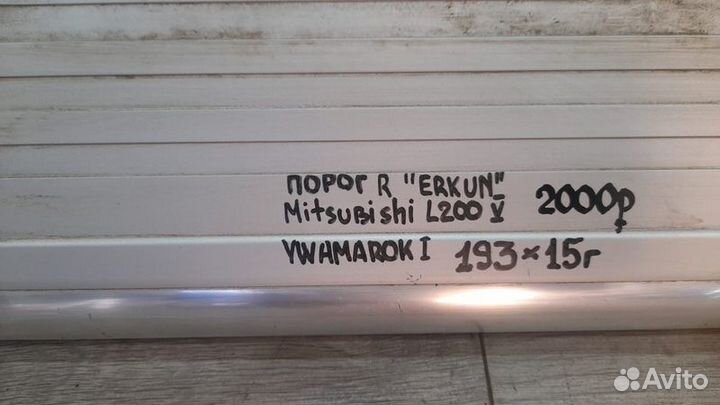 ПОРОГ R "ERKUN"
Mitsubishi L200 V 2000р
VWAMAROK I 193×15г
Avito